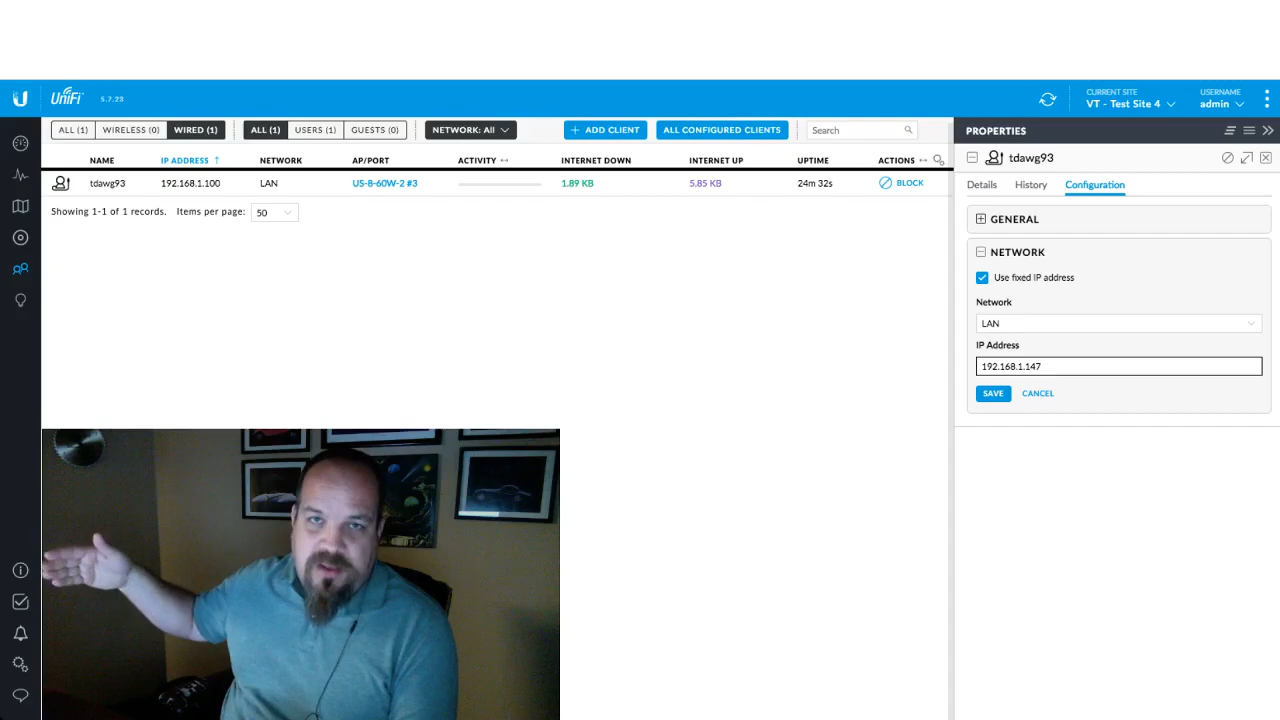 UniFi 5.7.23
CURRENT SITE
VT - Test Site 4
USERNAME
admin
ALL (1) WIRELESS (0) WIRED (1) ALL (1) USERS (1) GUESTS (0) NETWORK: All + ADD CLIENT ALL CONFIGURED CLIENTS Search
NAME IP ADDRESS ↑ NETWORK AP/PORT ACTIVITY ↔ INTERNET DOWN INTERNET UP UPTIME ACTIONS ↔
tdawg93 192.168.1.100 LAN US-8-60W-2 #3 1.89 KB 5.85 KB 24m 32s BLOCK
Showing 1-1 of 1 records. Items per page: 50
PROPERTIES
tdawg93
Details History Configuration
GENERAL
NETWORK
Use fixed IP address
Network
LAN
IP Address
192.168.1.147
SAVE CANCEL